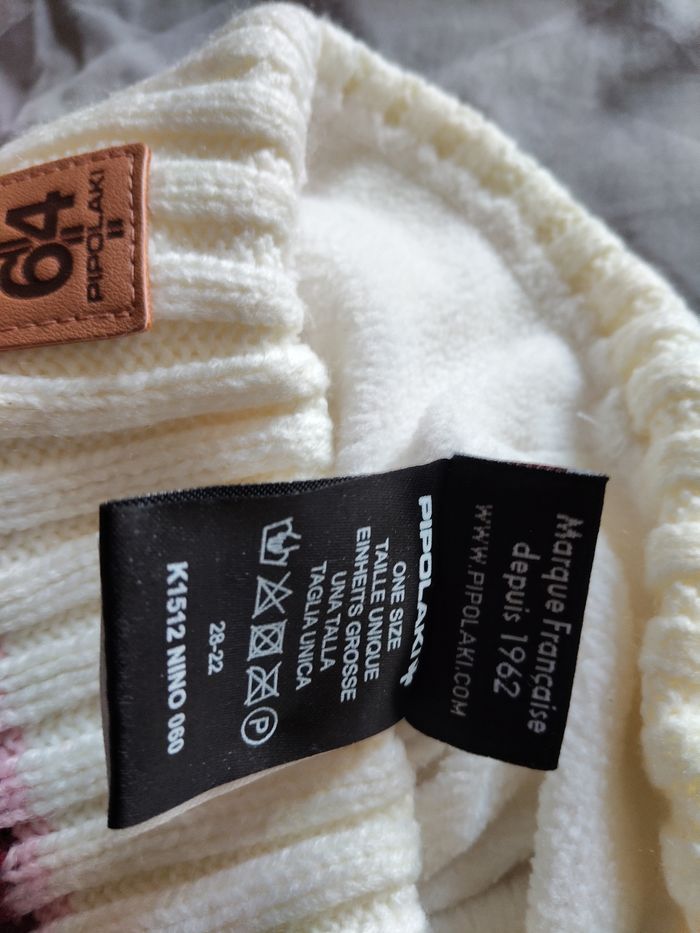 64
PIPOLAKI
PIPOLAKI
ONE SIZE
TAILLE UNIQUE
EINHEITS GROSSE
UNA TALLA
TAGLIA UNICA
P
28-22
K1512 NINO 060
Marque Française
depuis 1962
WWW.PIPOLAKI.COM